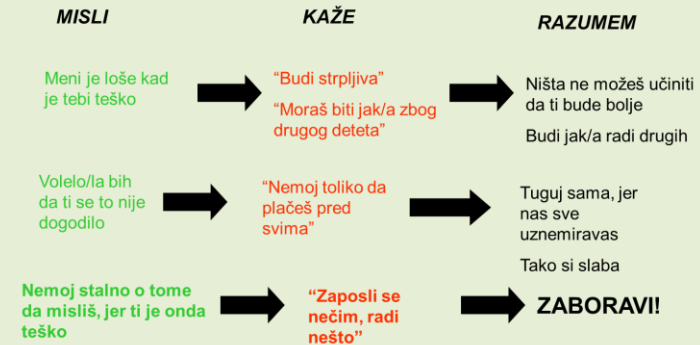 MISLI
KAŽE
RAZUMEM
Meni je loše kad
je tebi teško
“Budi strpljiva”
“Moraš biti jak/a zbog
drugog deteta”
Ništa ne možeš učiniti
da ti bude bolje
Budi jak/a radi drugih
Volelo/la bih
da ti se to nije
dogodilo
“Nemoj toliko da
plačeš pred
svima”
Tuguj sama, jer
nas sve
uznemiravas
Tako si slaba
Nemoj stalno o tome
da misliš, jer ti je onda
teško
“Zaposli se
nečim, radi
nešto”
ZABORAVI!